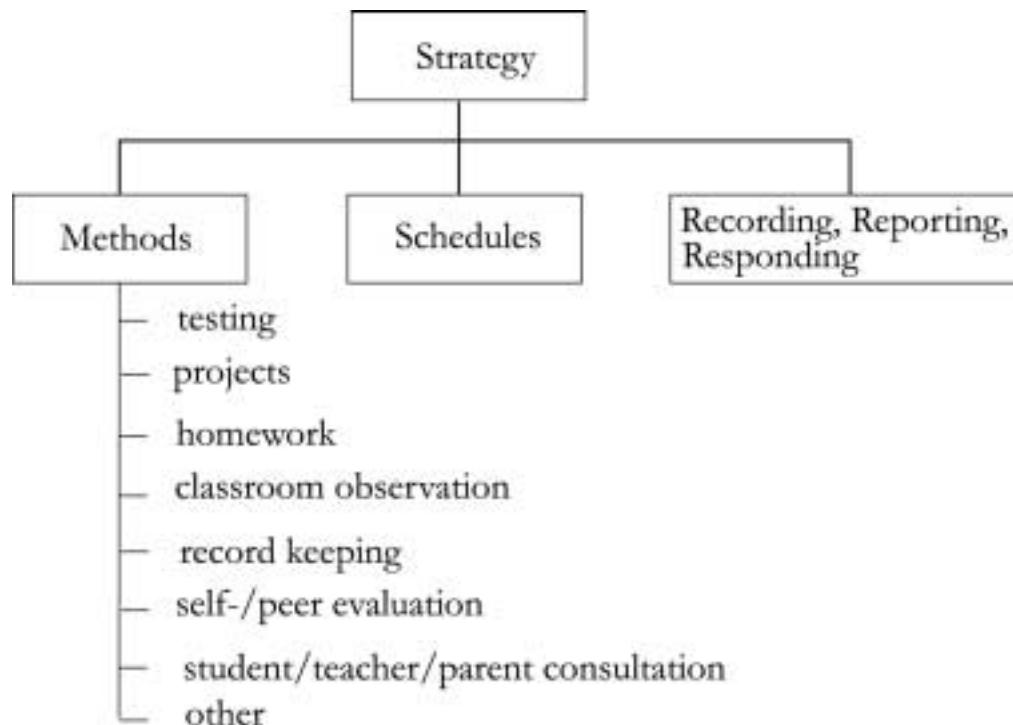 Strategy
Methods
Schedules
Recording, Reporting,
Responding
testing
projects
homework
classroom observation
record keeping
self-/peer evaluation
student/teacher/parent consultation
other